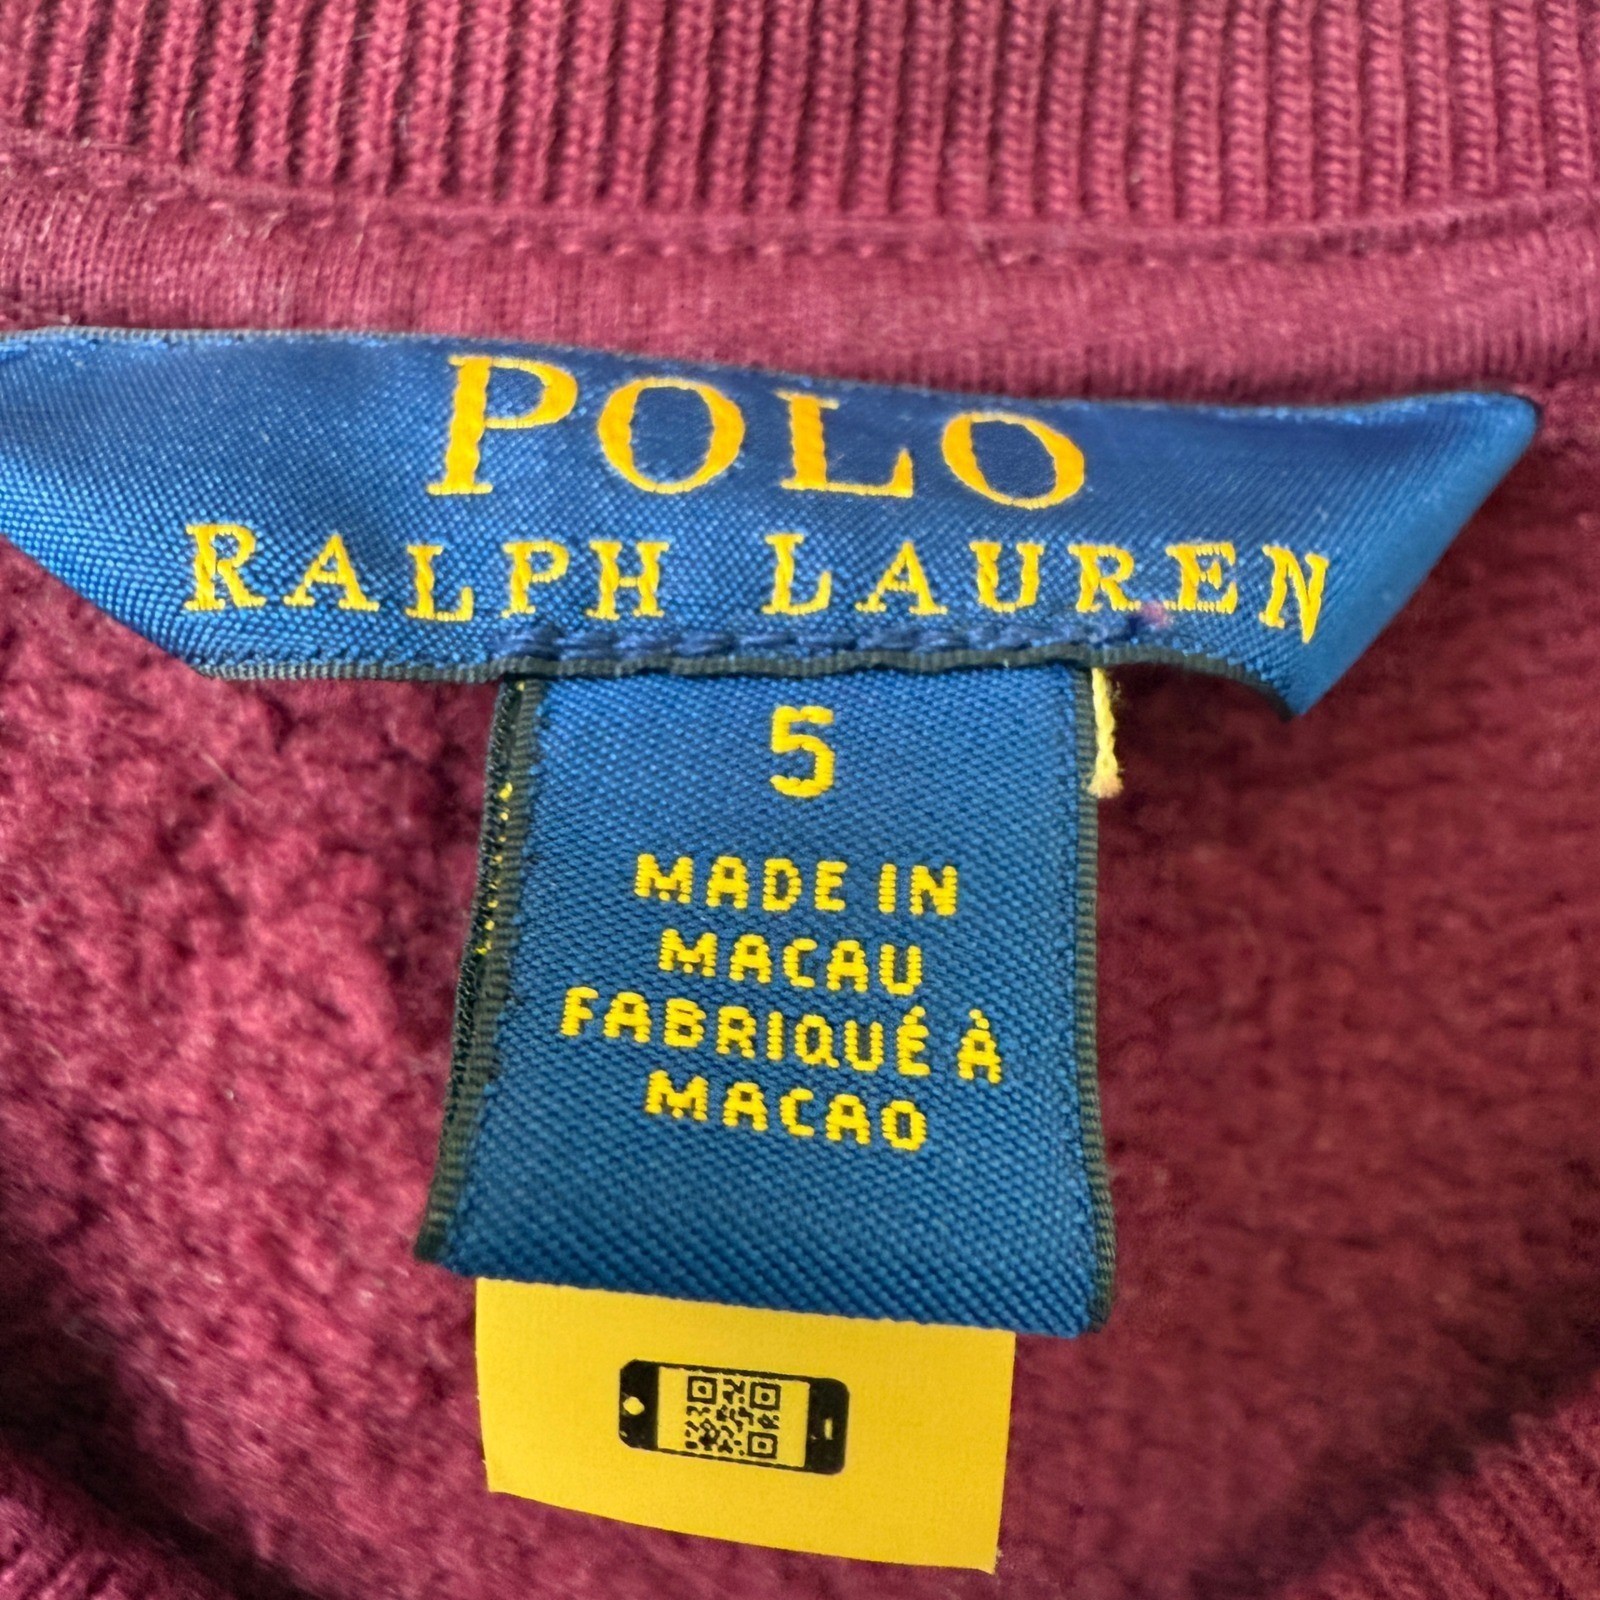 POLO
RALPH LAUREN
5
MADE IN
MACAU
FABRIQUÉ À
MACAO